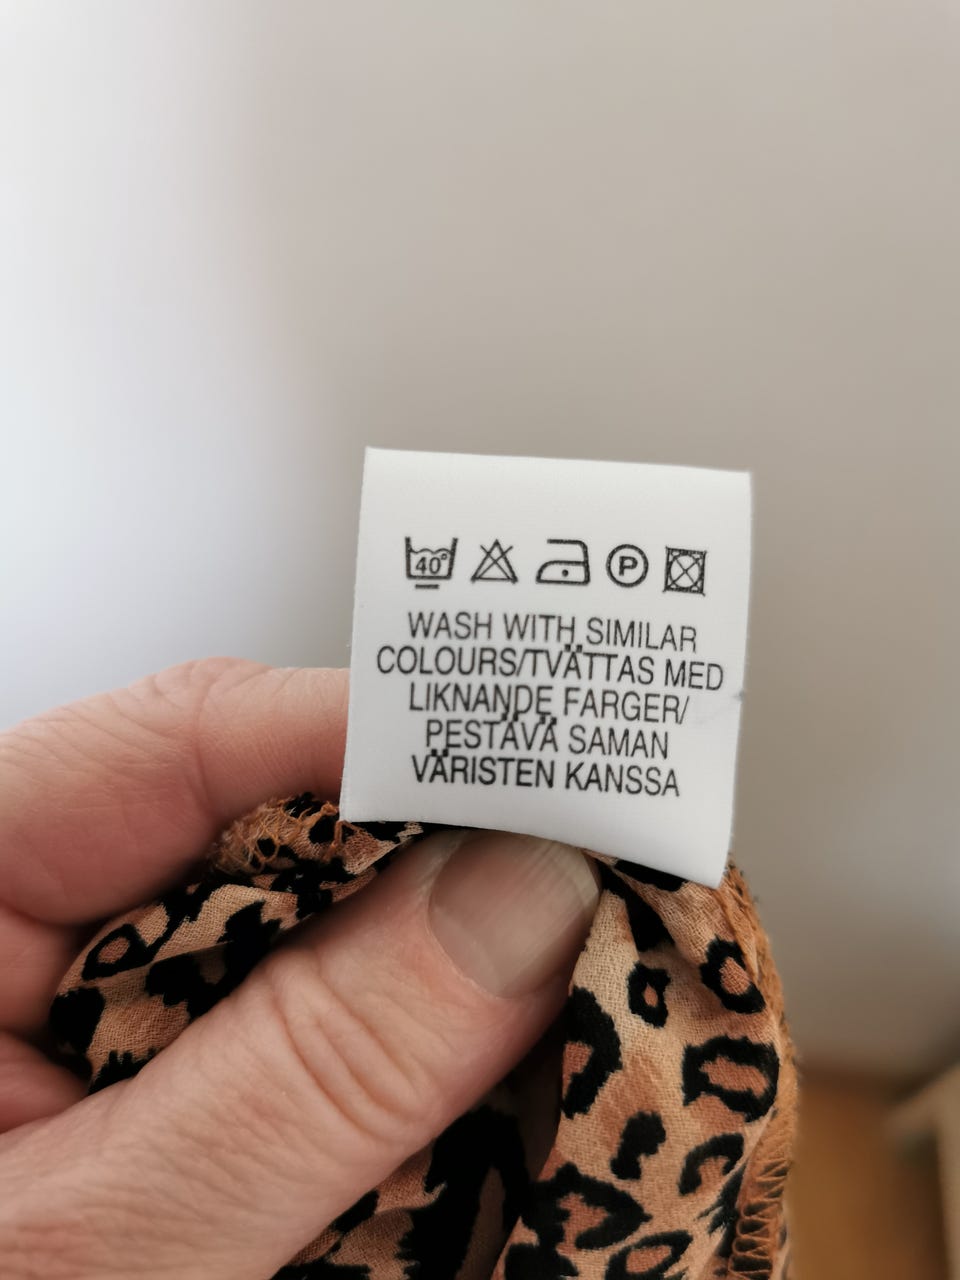 40°
P
WASH WITH SIMILAR
COLOURS/TVÄTTAS MED
LIKNANDE FARGER/
PESTÄVÄ SAMAN
VÄRISTEN KANSSA